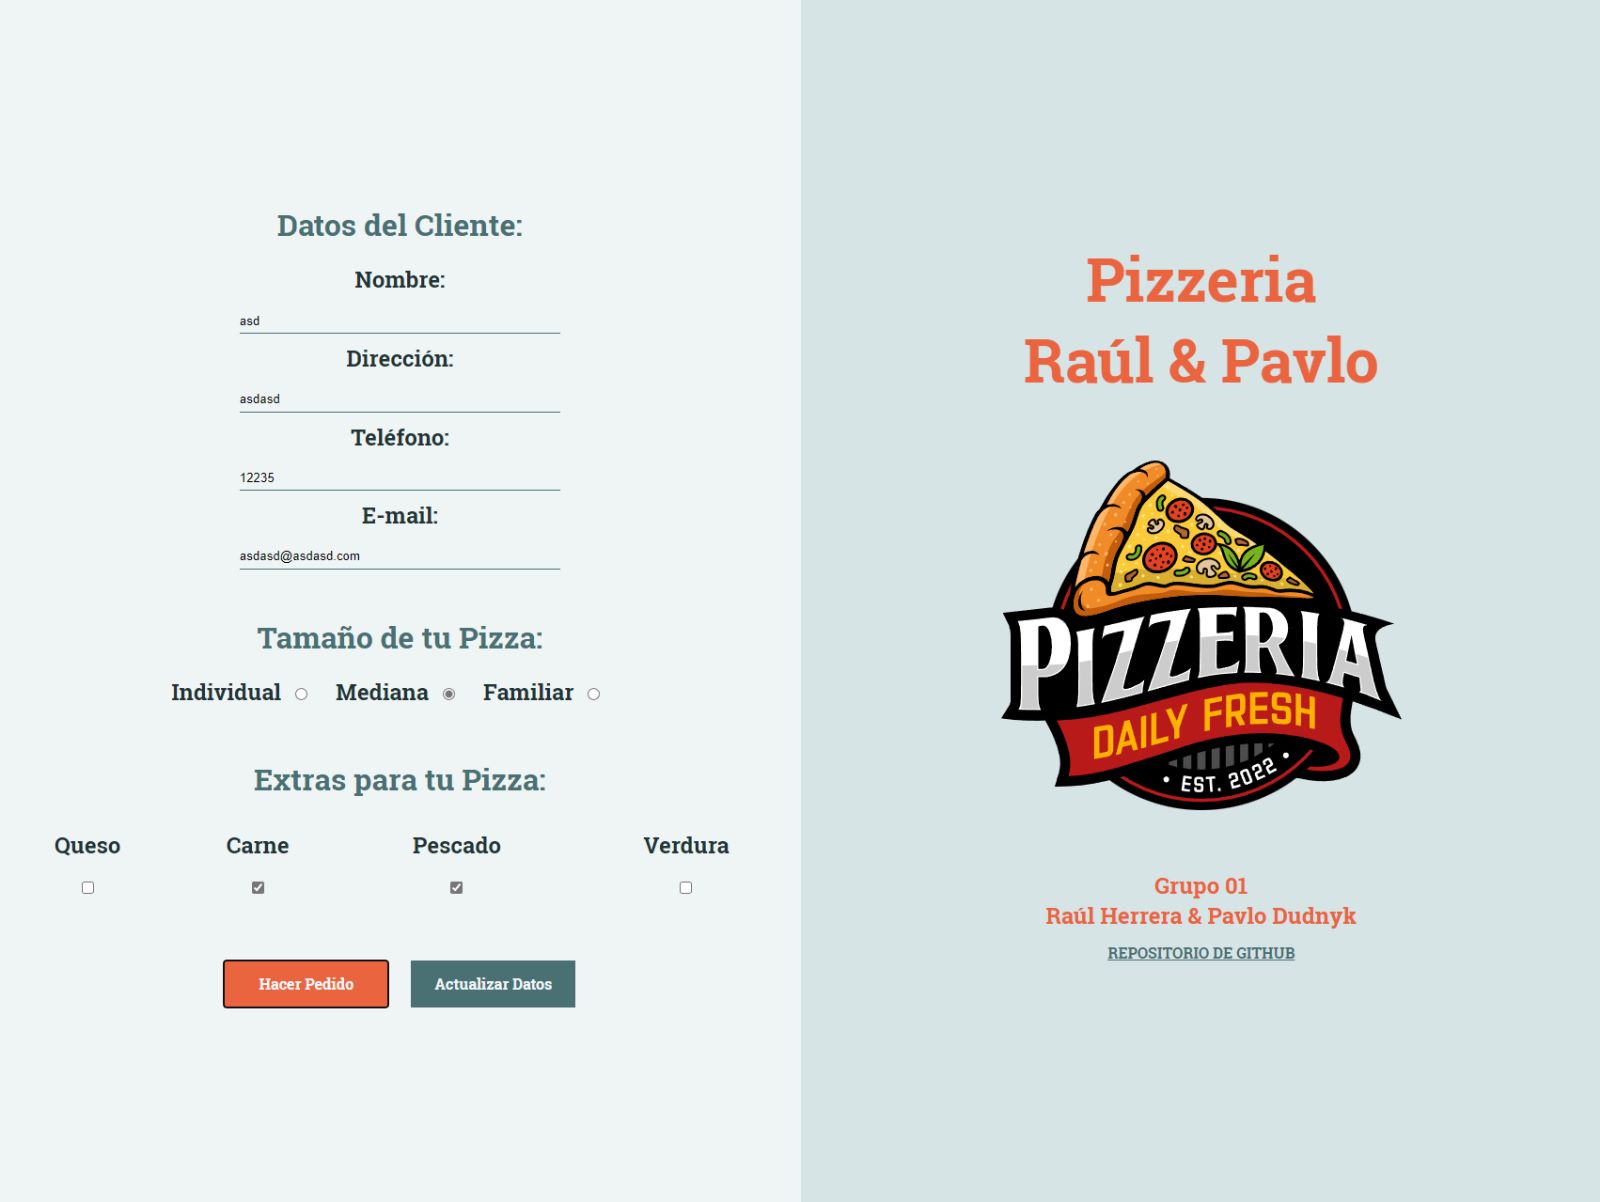 Datos del Cliente:
Nombre:
asd
Dirección:
asdasd
Teléfono:
12235
E-mail:
asdasd@asdasd.com
Tamaño de tu Pizza:
Individual Mediana Familiar
Extras para tu Pizza:
Queso Carne Pescado Verdura
Hacer Pedido Actualizar Datos
Pizzeria
Raúl & Pavlo
PIZZERIA
DAILY FRESH
• EST. 2022 •
Grupo 01
Raúl Herrera & Pavlo Dudnyk
REPOSITORIO DE GITHUB